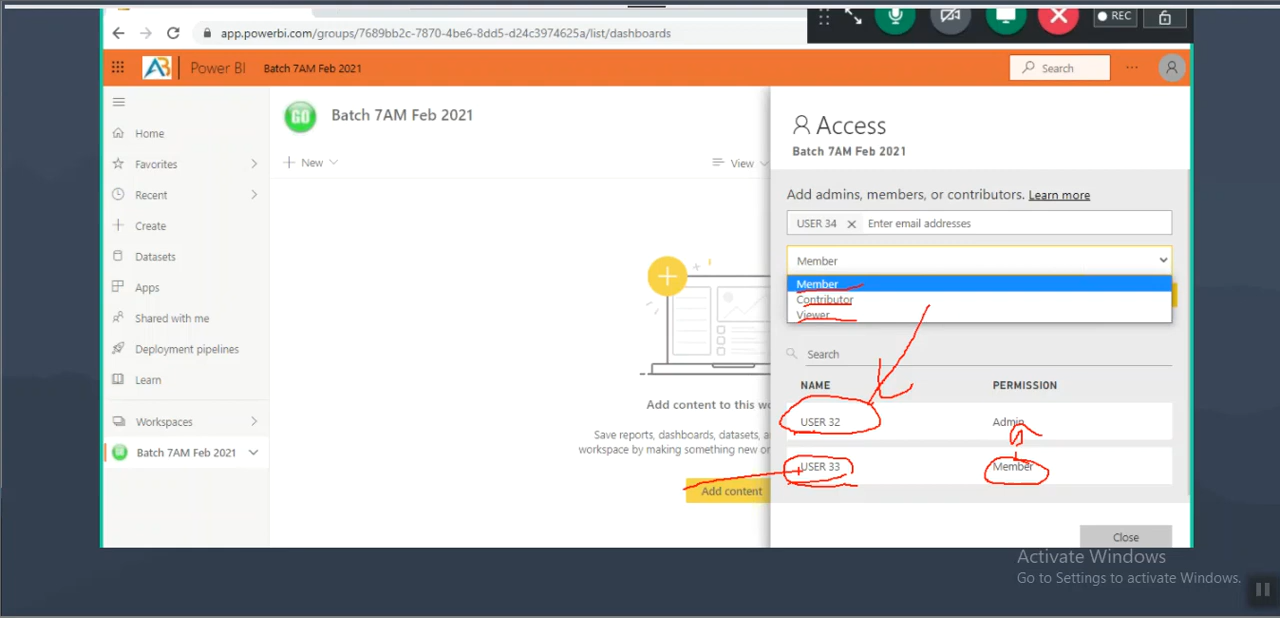 REC
app.powerbi.com/groups/7689bb2c-7870-4be6-8dd5-d24c3974625a/list/dashboards
Power BI
Batch 7AM Feb 2021
Search
GO
Batch 7AM Feb 2021
New
View
Home
Favorites
Recent
Create
Datasets
Apps
Shared with me
Deployment pipelines
Learn
Workspaces
Batch 7AM Feb 2021
Add content to this wo
Save reports, dashboards, datasets, a
workspace by making something new or
Add content
Access
Batch 7AM Feb 2021
Add admins, members, or contributors. Learn more
USER 34 Enter email addresses
Member
Member
Contributor
Viewer
Search
NAME PERMISSION
USER 32 Admin
USER 33 Member
Close
Activate Windows
Go to Settings to activate Windows.